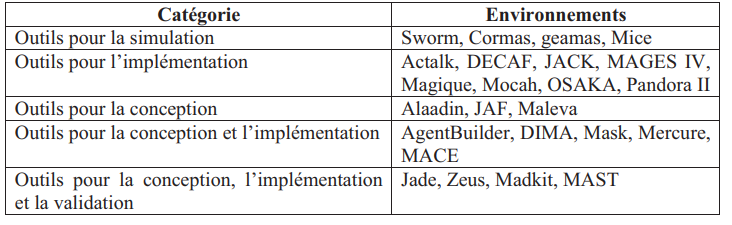 Catégorie Environnements
Outils pour la simulation Sworm, Cormas, geamas, Mice
Outils pour l’implémentation Actalk, DECAF, JACK, MAGES IV,
Magique, Mocah, OSAKA, Pandora II
Outils pour la conception Alaadin, JAF, Maleva
Outils pour la conception et l’implémentation AgentBuilder, DIMA, Mask, Mercure,
MACE
Outils pour la conception, l’implémentation Jade, Zeus, Madkit, MAST
et la validation